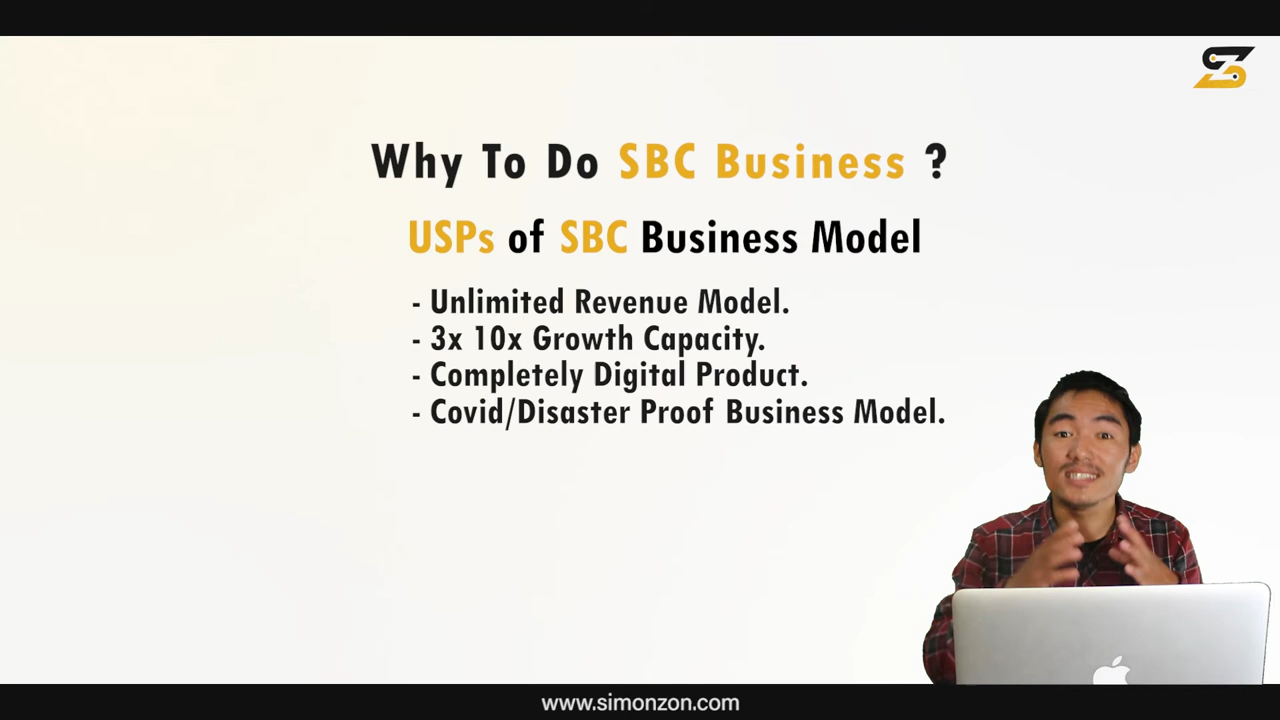 Why To Do SBC Business ?
USPs of SBC Business Model
- Unlimited Revenue Model.
- 3x 10x Growth Capacity.
- Completely Digital Product.
- Covid/Disaster Proof Business Model.
www.simonzon.com